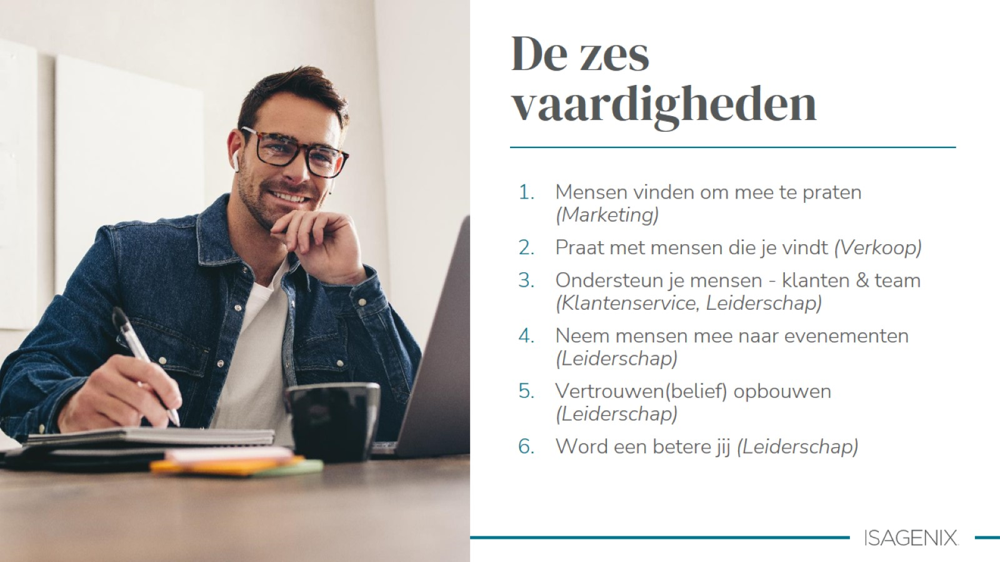 De zes
vaardigheden
1. Mensen vinden om mee te praten
(Marketing)
2. Praat met mensen die je vindt (Verkoop)
3. Ondersteun je mensen - klanten & team
(Klantenservice, Leiderschap)
4. Neem mensen mee naar evenementen
(Leiderschap)
5. Vertrouwen(belief) opbouwen
(Leiderschap)
6. Word een betere jij (Leiderschap)
ISAGENIX